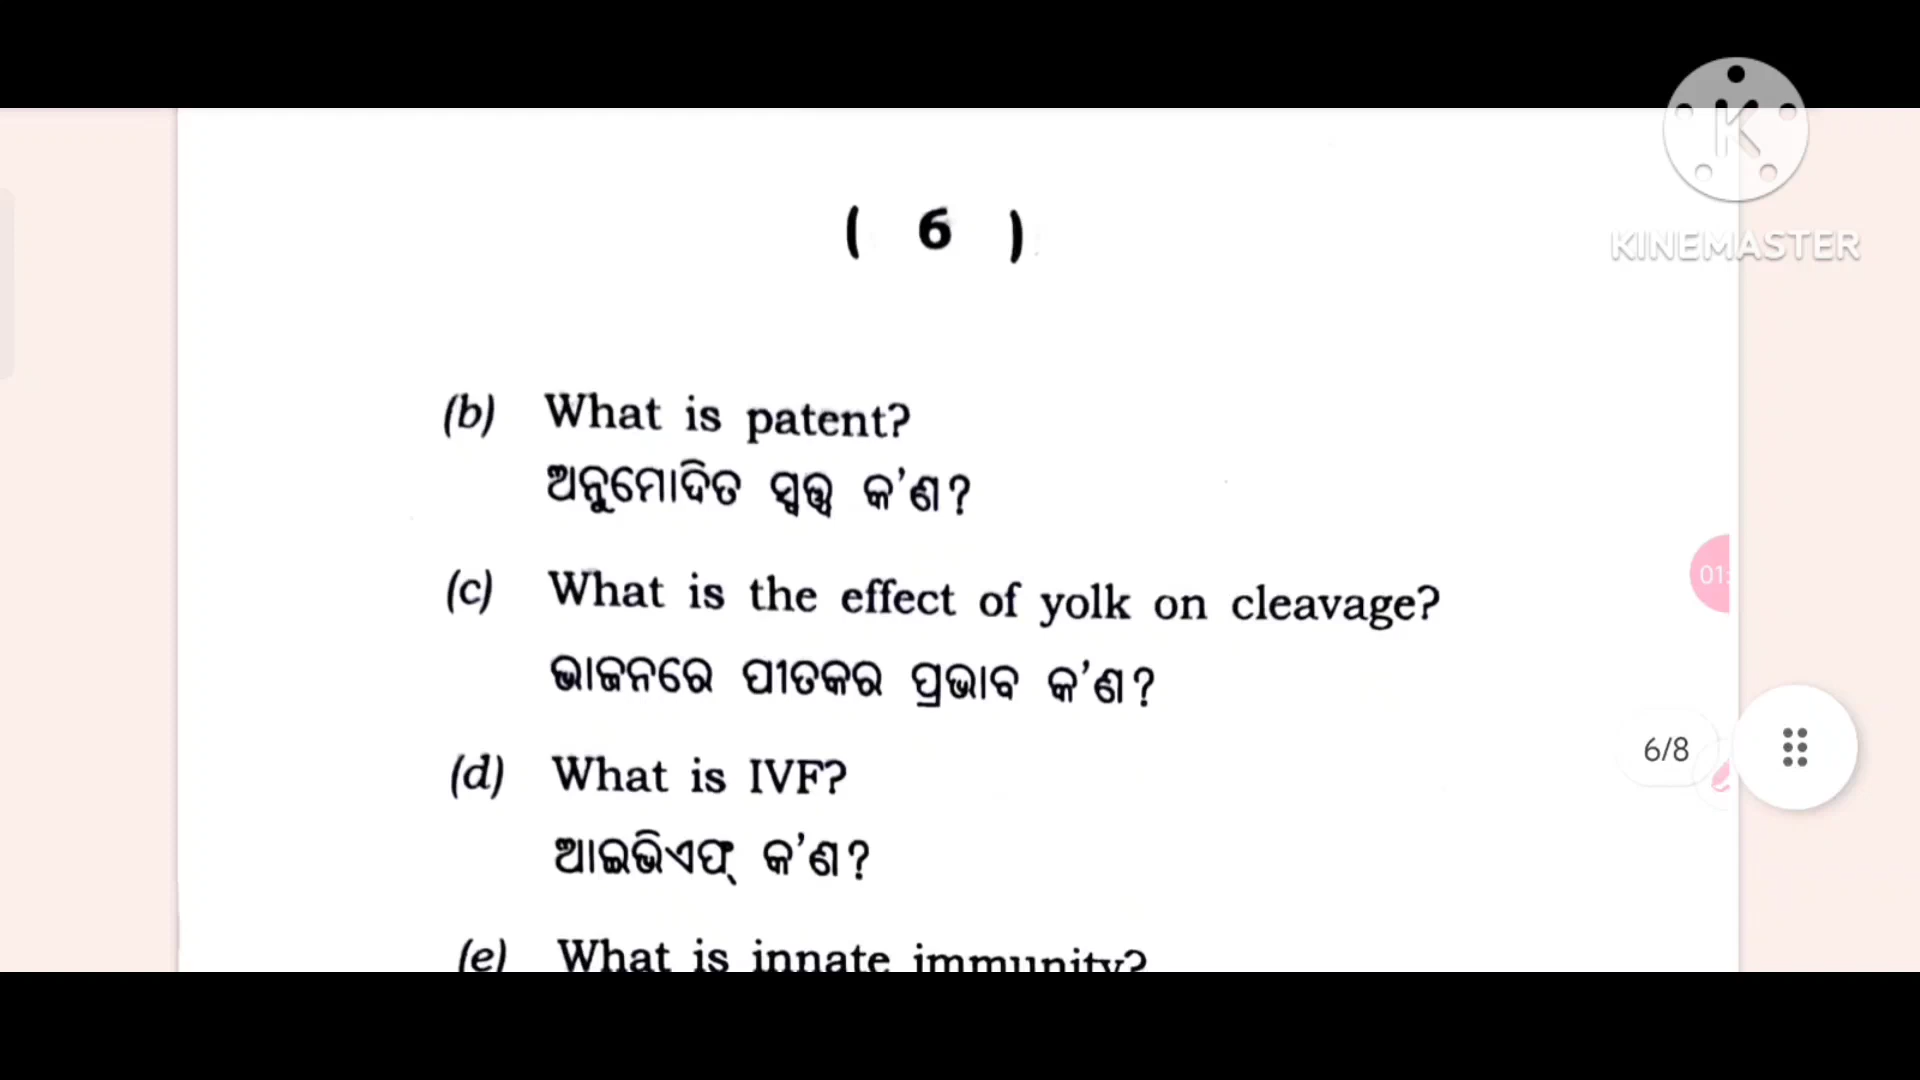 KINEMASTER
( 6 )
(b) What is patent?
ଅନୁମୋଦିତ ସ୍ୱତ୍ତ୍ୱ କ'ଣ?
(c) What is the effect of yolk on cleavage?
ଭାଜନରେ ପୀତକର ପ୍ରଭାବ କ'ଣ?
(d) What is IVF?
ଆଇଭିଏଫ୍ କ'ଣ?
(e) What is innate immunity?
01:
6/8